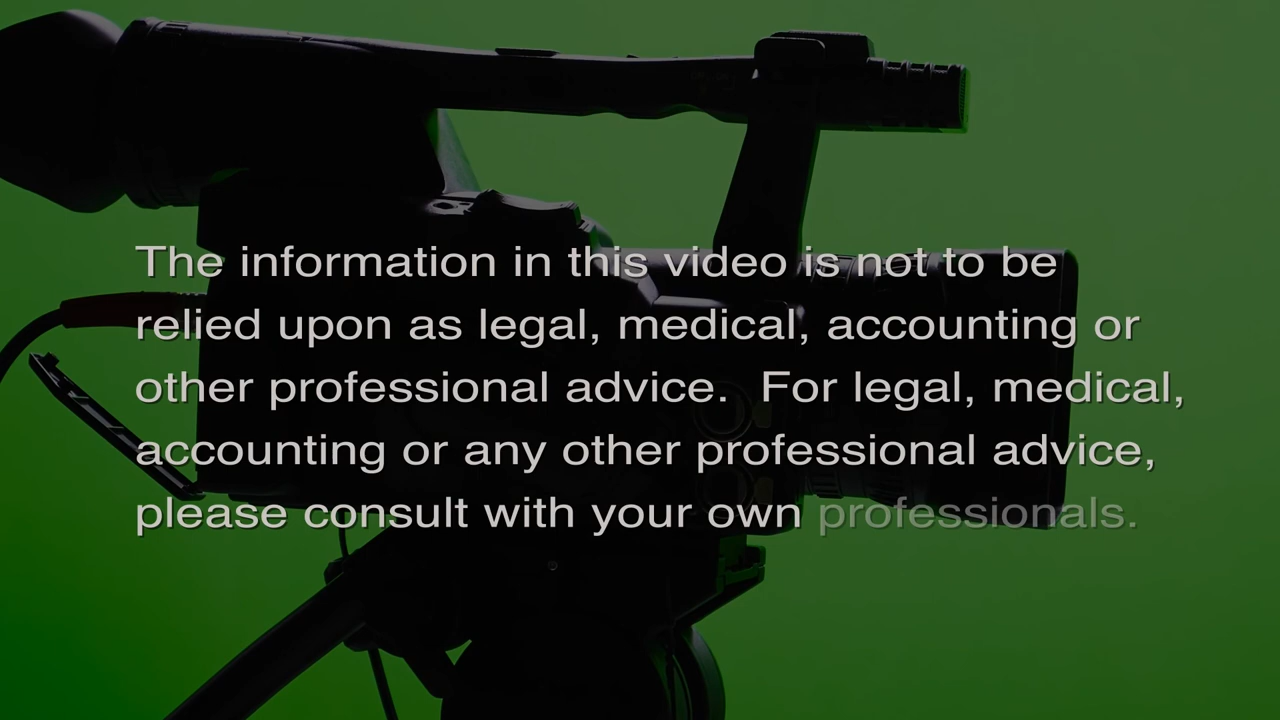 The information in this video is not to be
relied upon as legal, medical, accounting or
other professional advice.  For legal, medical,
accounting or any other professional advice,
please consult with your own professionals.